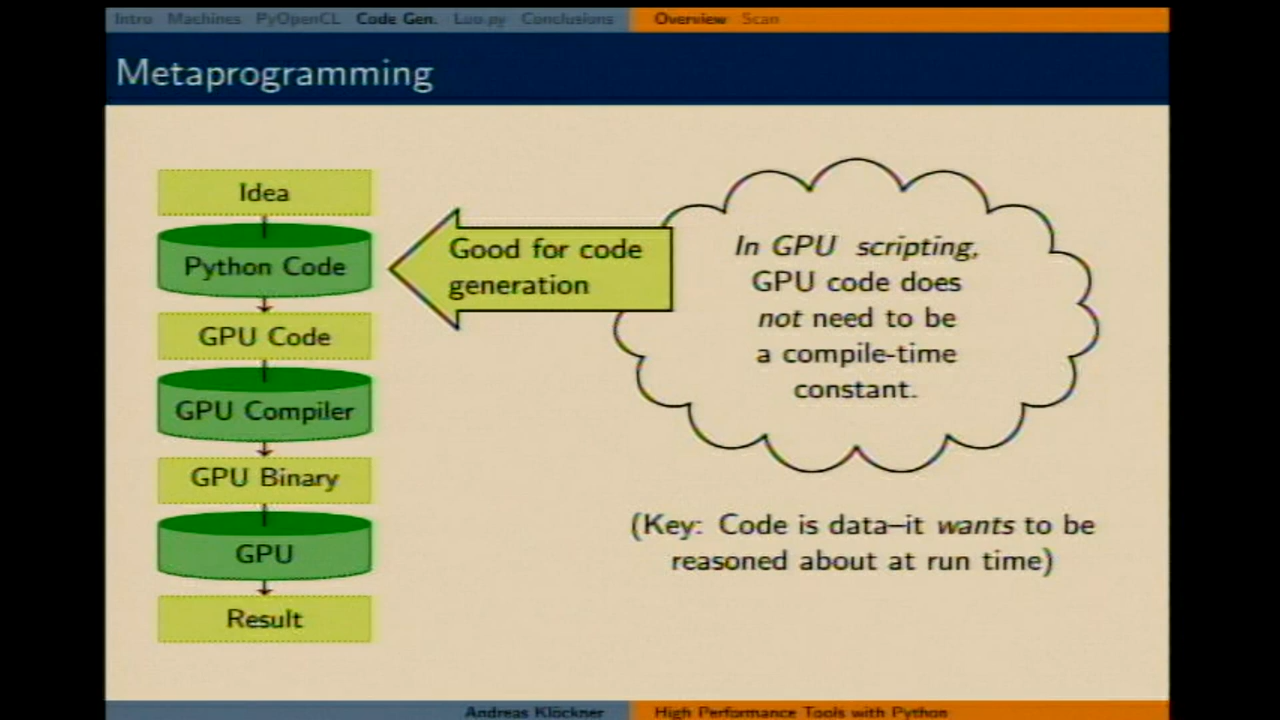 Intro Machines PyOpenCL Code Gen. Luo.py Conclusions Overview Scan
Metaprogramming
Idea
Python Code
GPU Code
GPU Compiler
GPU Binary
GPU
Result
Good for code
generation
In GPU scripting,
GPU code does
not need to be
a compile-time
constant.
(Key: Code is data–it wants to be
reasoned about at run time)
Andreas Klöckner High Performance Tools with Python